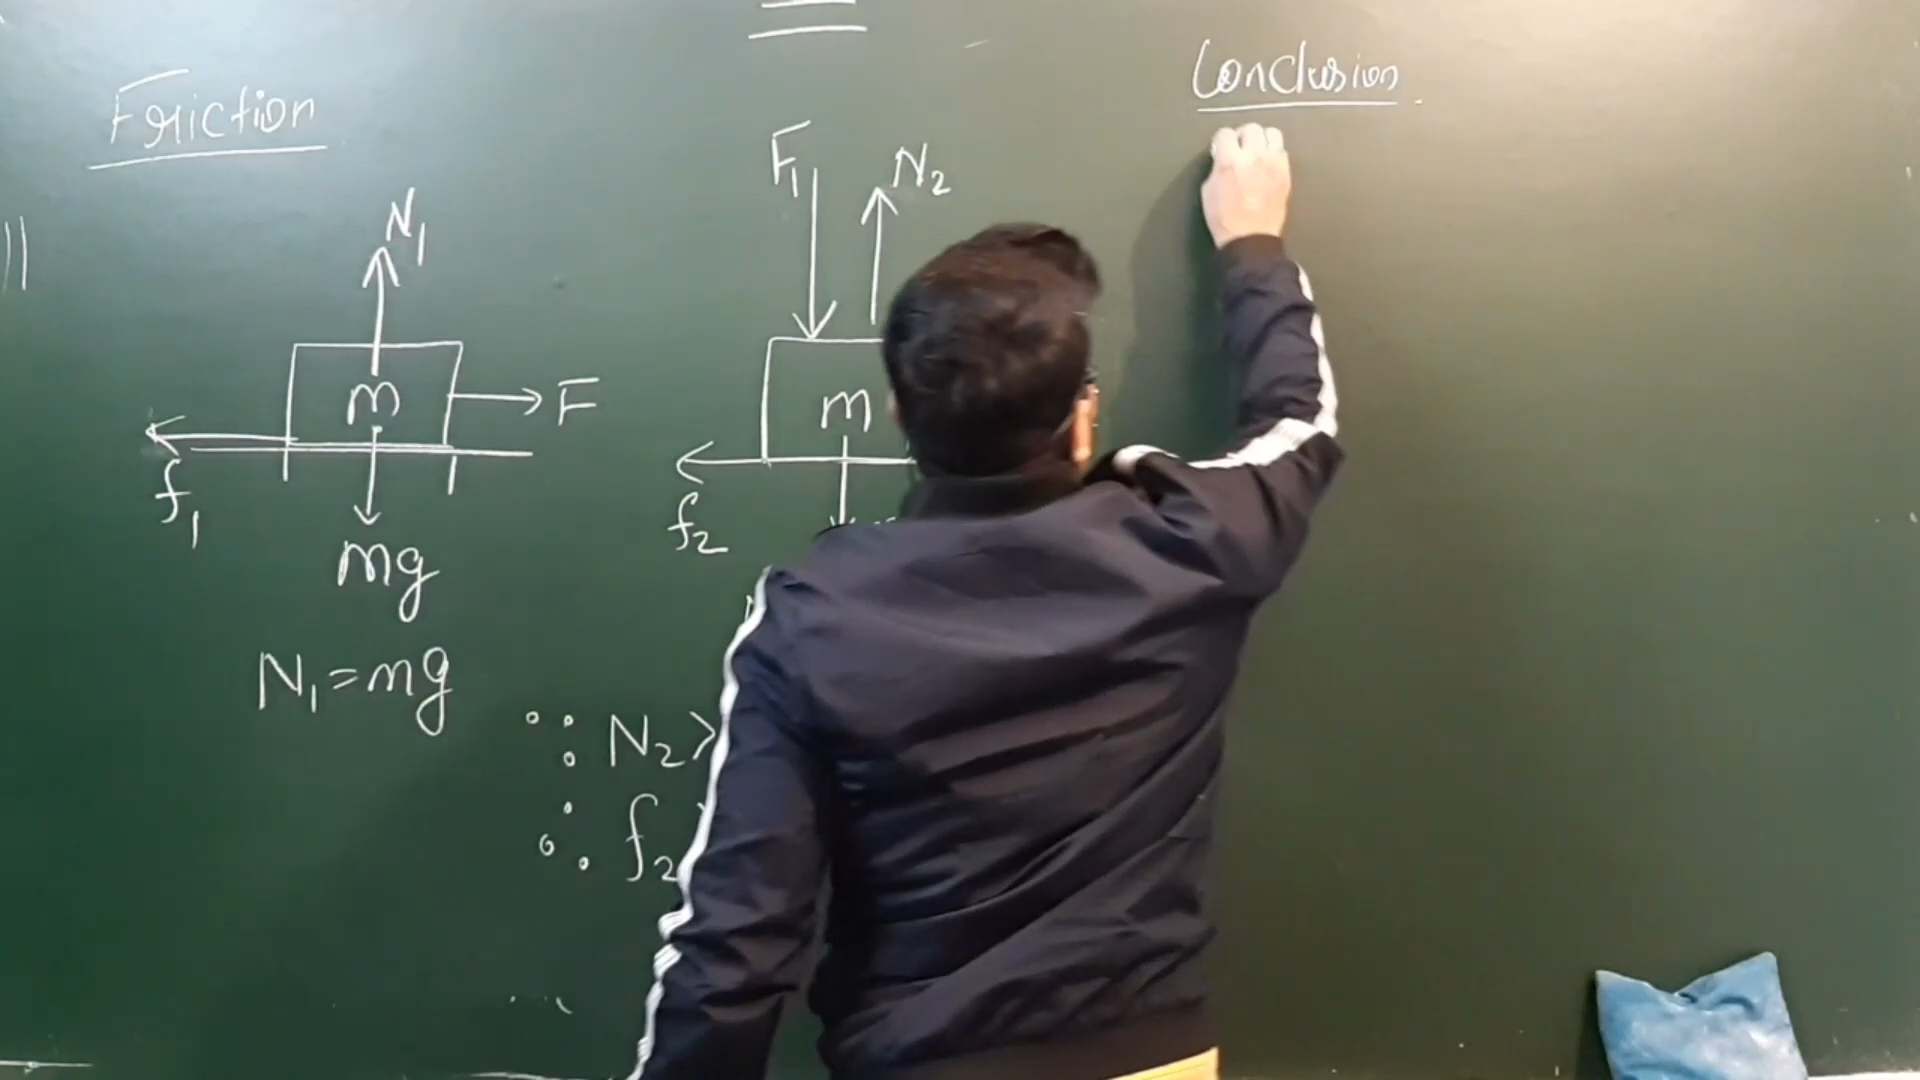 Friction
Conclusion
N1
m
F
f1
mg
N1 = mg
F1
N2
m
f2
∵ N2 >
∴ f2